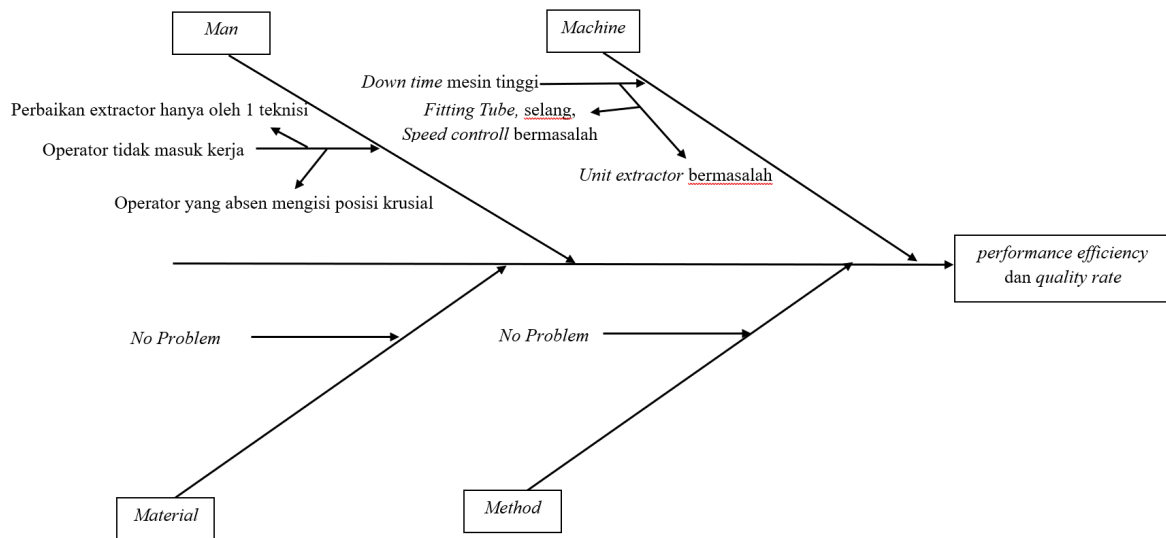 Man
Machine
Down time mesin tinggi
Perbaikan extractor hanya oleh 1 teknisi
Fitting Tube, selang,
Speed controll bermasalah
Operator tidak masuk kerja
Unit extractor bermasalah
Operator yang absen mengisi posisi krusial
performance efficiency
dan quality rate
No Problem
No Problem
Material
Method